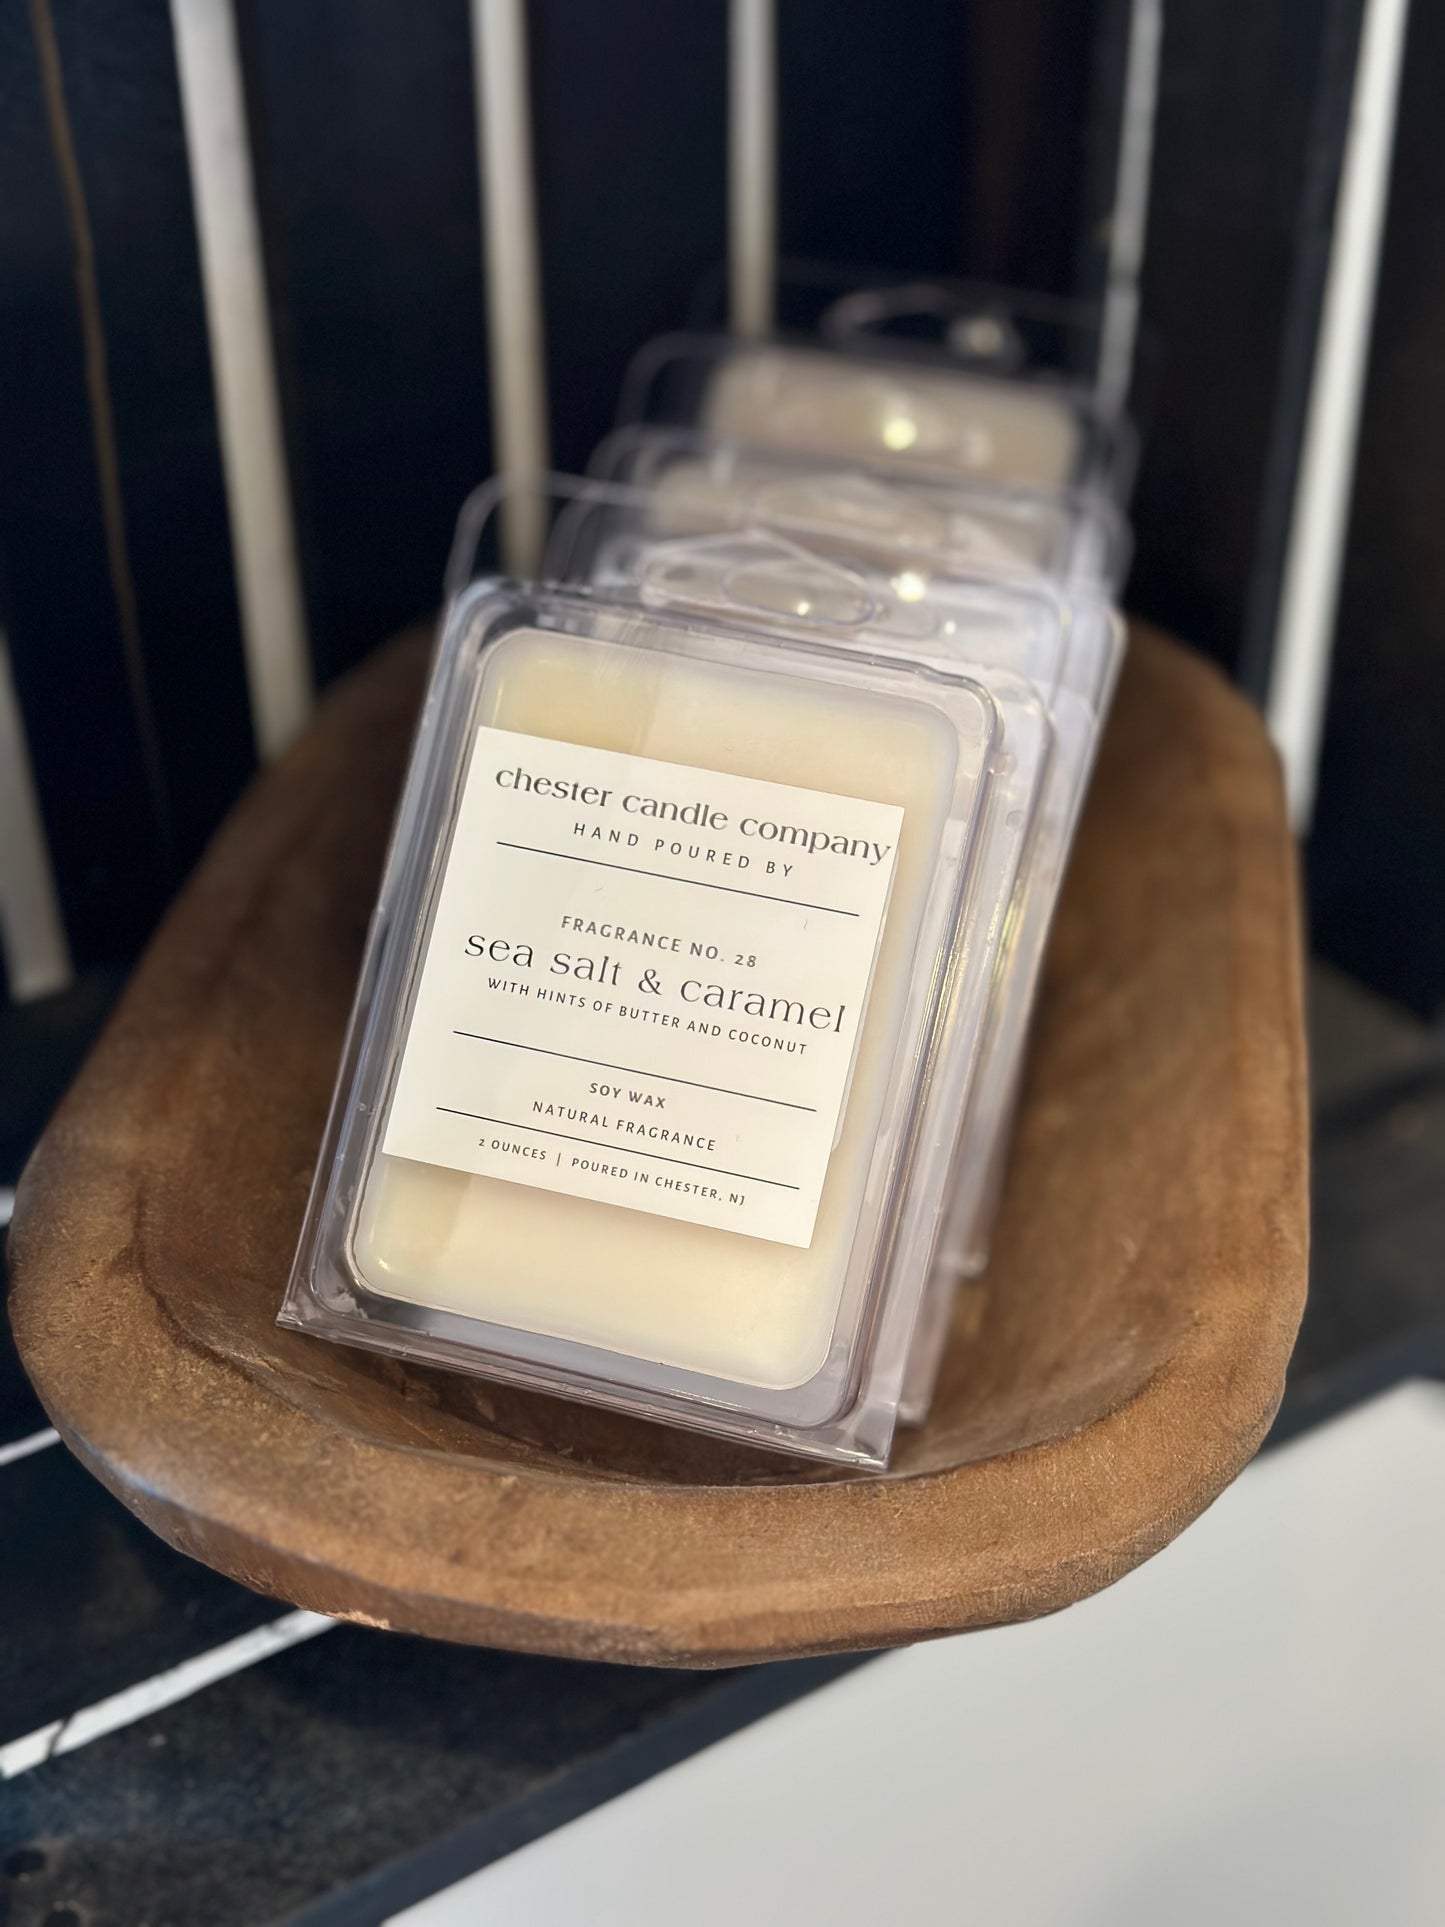 chester candle company
HAND POURED BY
FRAGRANCE NO. 28
sea salt & caramel
WITH HINTS OF BUTTER AND COCONUT
SOY WAX
NATURAL FRAGRANCE
2 OUNCES | POURED IN CHESTER, NJ